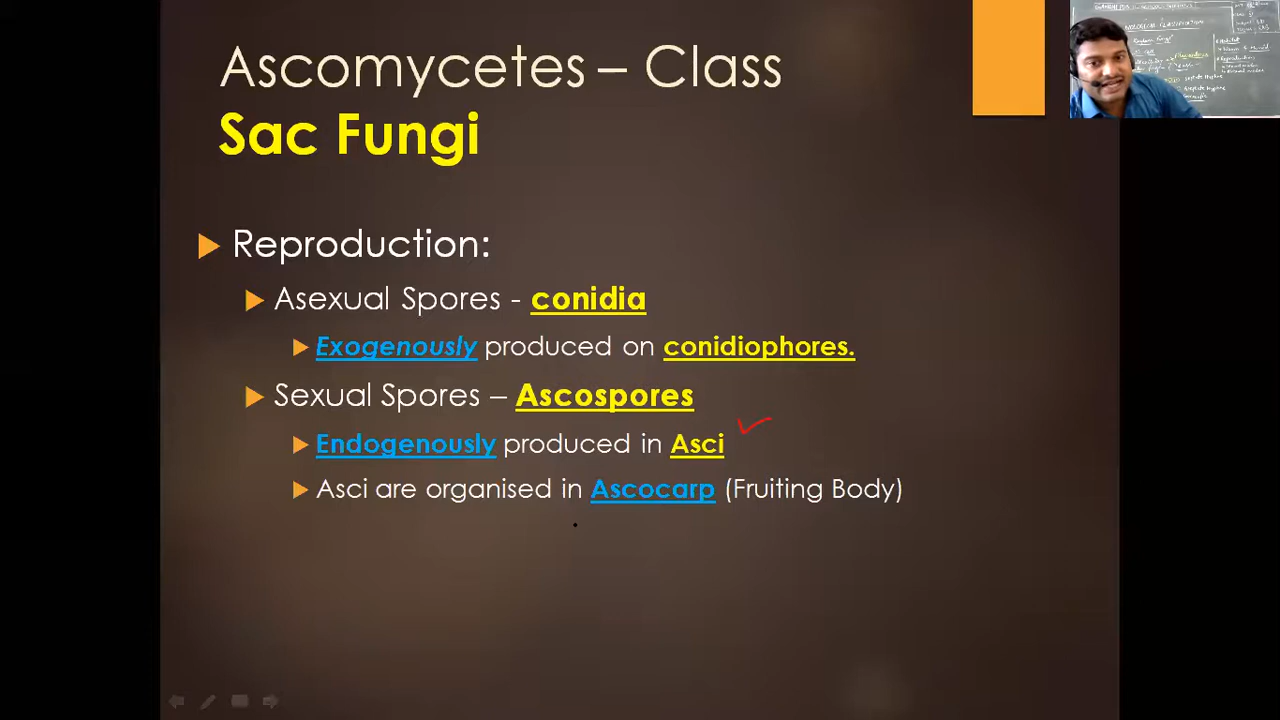 Ascomycetes – Class
Sac Fungi
Reproduction:
Asexual Spores - conidia
Exogenously produced on conidiophores.
Sexual Spores – Ascospores
Endogenously produced in Asci
Asci are organised in Ascocarp (Fruiting Body)